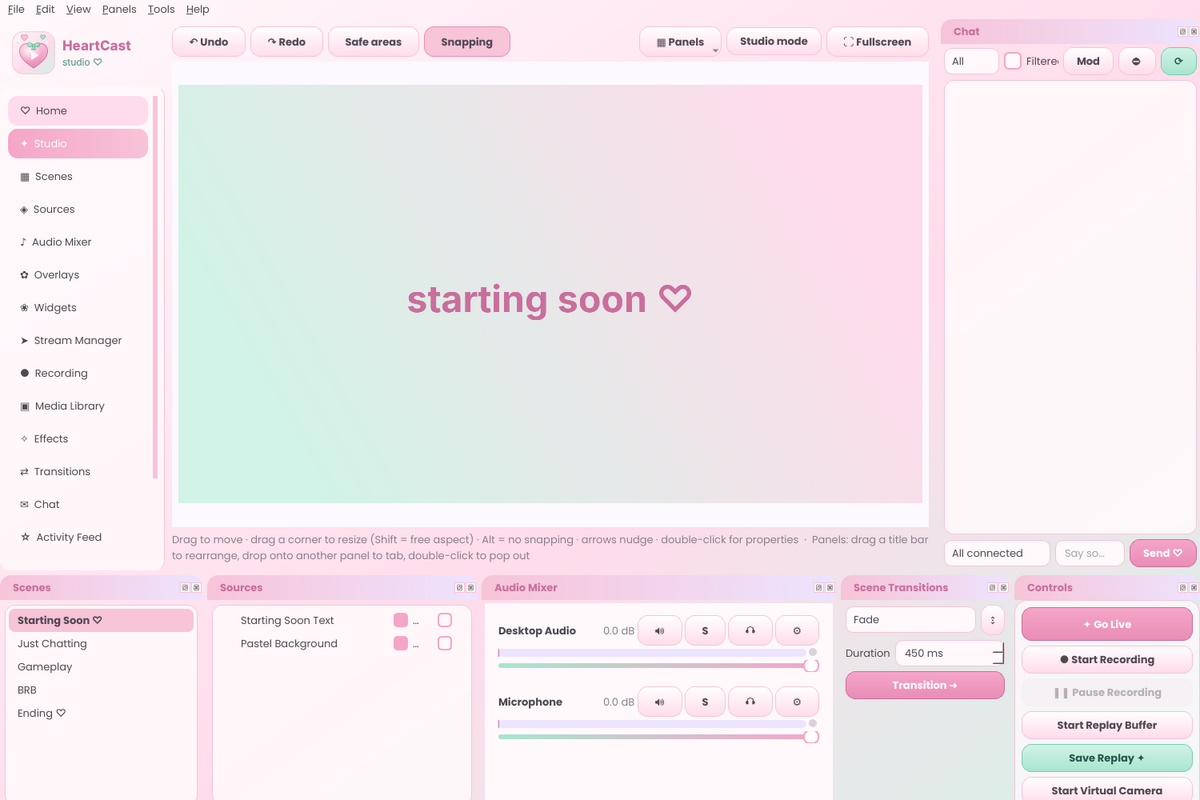 File Edit View Panels Tools Help
HeartCast
studio ♡
↶ Undo
↷ Redo
Safe areas
Snapping
▦ Panels
Studio mode
⛶ Fullscreen
♡ Home
✦ Studio
▦ Scenes
◈ Sources
♪ Audio Mixer
✿ Overlays
❀ Widgets
➤ Stream Manager
● Recording
▣ Media Library
✧ Effects
⇄ Transitions
✉ Chat
☆ Activity Feed
starting soon ♡
Drag to move · drag a corner to resize (Shift = free aspect) · Alt = no snapping · arrows nudge · double-click for properties · Panels: drag a title bar
to rearrange, drop onto another panel to tab, double-click to pop out
Chat
All
Filtere
Mod
All connected
Say so...
Send ♡
Scenes
Starting Soon ♡
Just Chatting
Gameplay
BRB
Ending ♡
Sources
Starting Soon Text ...
Pastel Background ...
Audio Mixer
Desktop Audio 0.0 dB S
Microphone 0.0 dB S
Scene Transitions
Fade
Duration 450 ms
Transition ➜
Controls
✦ Go Live
● Start Recording
❚❚ Pause Recording
Start Replay Buffer
Save Replay ✦
Start Virtual Camera